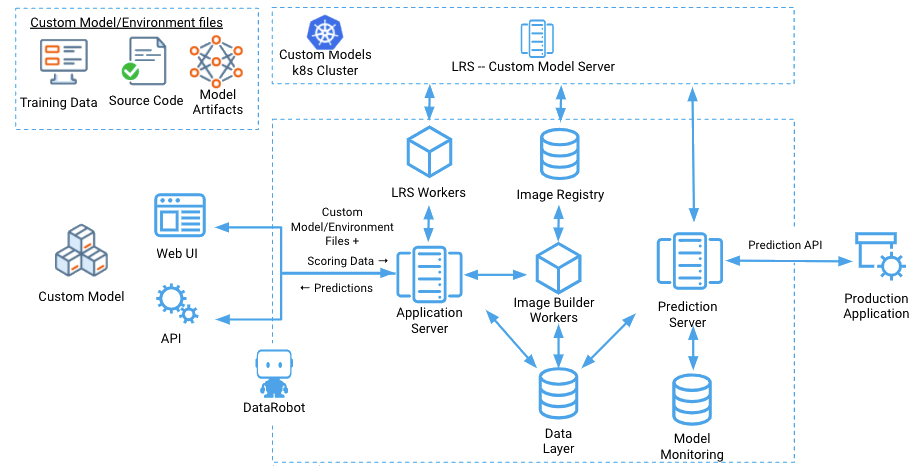 Custom Model/Environment files
Training Data
Source Code
Model
Artifacts
Custom Models
k8s Cluster
LRS -- Custom Model Server
LRS Workers
Image Registry
Custom
Model/Environment
Files +
Scoring Data →
← Predictions
Web UI
Custom Model
API
Application
Server
Image Builder
Workers
Prediction
Server
Prediction API
Production
Application
DataRobot
Data
Layer
Model
Monitoring